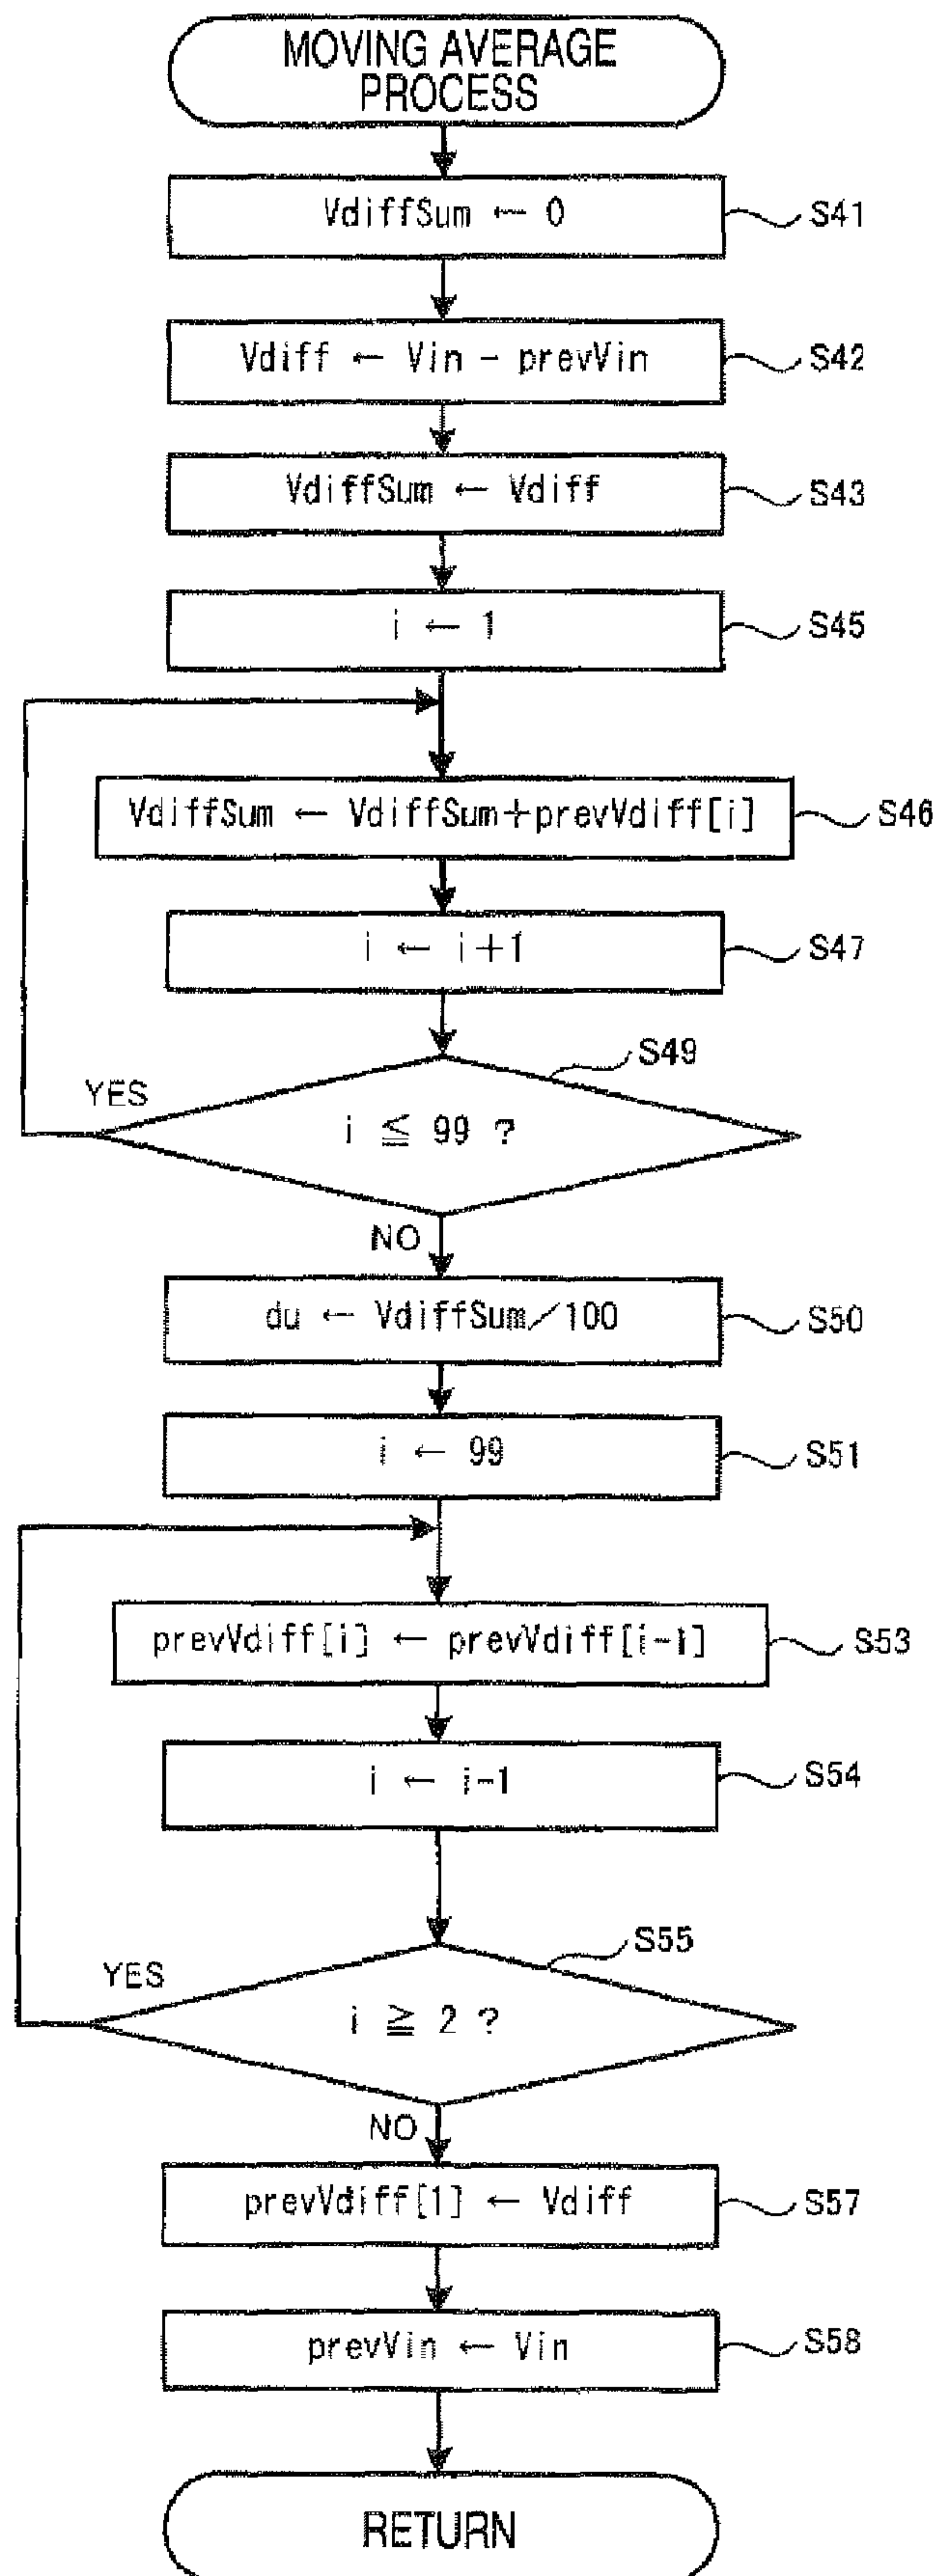 MOVING AVERAGE
PROCESS
VdiffSum ← 0
S41
Vdiff ← Vin - prevVin
S42
VdiffSum ← Vdiff
S43
i ← 1
S45
VdiffSum ← VdiffSum+prevVdiff[i]
S46
i ← i+1
S47
S49
YES
i ≦ 99 ?
NO
du ← VdiffSum/100
S50
i ← 99
S51
prevVdiff[i] ← prevVdiff[i-1]
S53
i ← i-1
S54
S55
YES
i ≧ 2 ?
NO
prevVdiff[1] ← Vdiff
S57
prevVin ← Vin
S58
RETURN